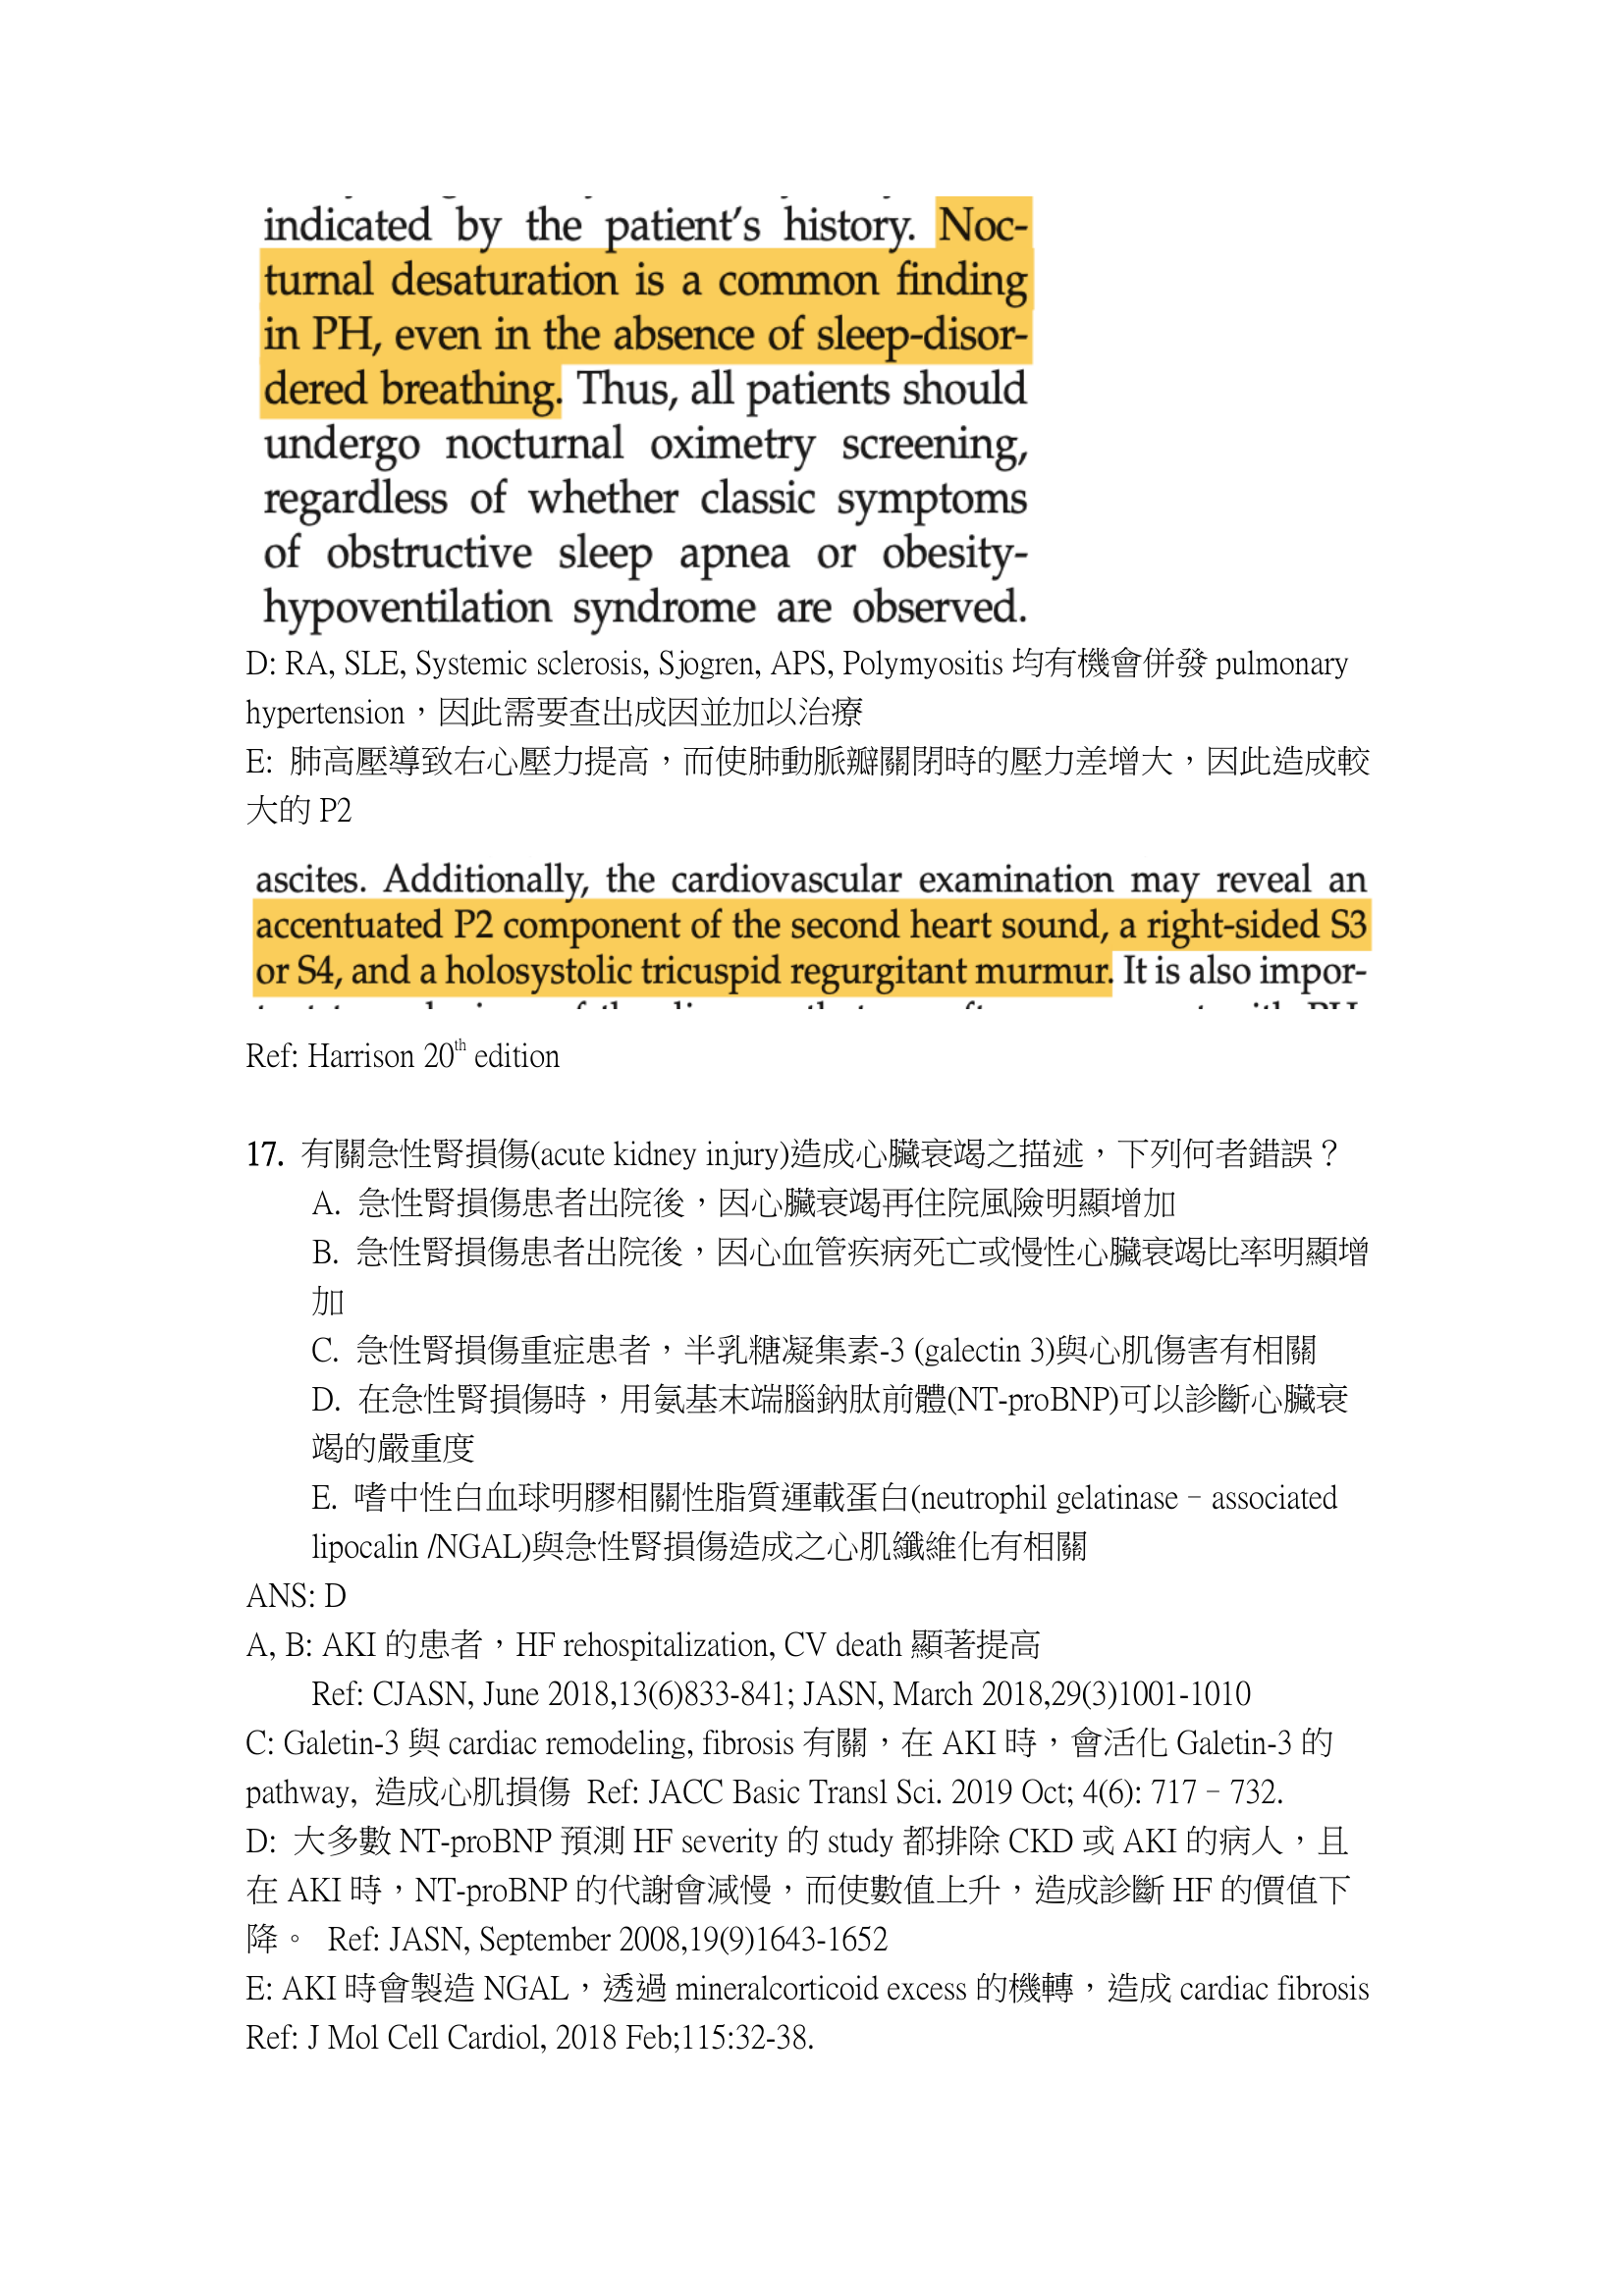 indicated by the patient's history. Noc-
turnal desaturation is a common finding
in PH, even in the absence of sleep-disor-
dered breathing. Thus, all patients should
undergo nocturnal oximetry screening,
regardless of whether classic symptoms
of obstructive sleep apnea or obesity-
hypoventilation syndrome are observed.
D: RA, SLE, Systemic sclerosis, Sjogren, APS, Polymyositis 均有機會併發 pulmonary
hypertension，因此需要查出成因並加以治療
E: 肺高壓導致右心壓力提高，而使肺動脈瓣關閉時的壓力差增大，因此造成較
大的 P2
ascites. Additionally, the cardiovascular examination may reveal an
accentuated P2 component of the second heart sound, a right-sided S3
or S4, and a holosystolic tricuspid regurgitant murmur. It is also impor-
Ref: Harrison 20th edition
17. 有關急性腎損傷(acute kidney injury)造成心臟衰竭之描述，下列何者錯誤？
A. 急性腎損傷患者出院後，因心臟衰竭再住院風險明顯增加
B. 急性腎損傷患者出院後，因心血管疾病死亡或慢性心臟衰竭比率明顯增
加
C. 急性腎損傷重症患者，半乳糖凝集素-3 (galectin 3)與心肌傷害有相關
D. 在急性腎損傷時，用氨基末端腦鈉肽前體(NT-proBNP)可以診斷心臟衰
竭的嚴重度
E. 嗜中性白血球明膠相關性脂質運載蛋白(neutrophil gelatinase–associated
lipocalin /NGAL)與急性腎損傷造成之心肌纖維化有相關
ANS: D
A, B: AKI 的患者，HF rehospitalization, CV death 顯著提高
Ref: CJASN, June 2018,13(6)833-841; JASN, March 2018,29(3)1001-1010
C: Galetin-3 與 cardiac remodeling, fibrosis 有關，在 AKI 時，會活化 Galetin-3 的
pathway, 造成心肌損傷 Ref: JACC Basic Transl Sci. 2019 Oct; 4(6): 717–732.
D: 大多數 NT-proBNP 預測 HF severity 的 study 都排除 CKD 或 AKI 的病人，且
在 AKI 時，NT-proBNP 的代謝會減慢，而使數值上升，造成診斷 HF 的價值下
降。 Ref: JASN, September 2008,19(9)1643-1652
E: AKI 時會製造 NGAL，透過 mineralcorticoid excess 的機轉，造成 cardiac fibrosis
Ref: J Mol Cell Cardiol, 2018 Feb;115:32-38.